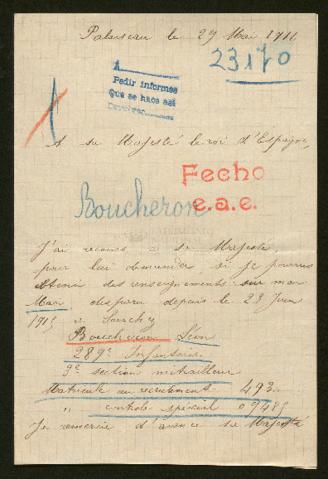 Palaiseau le 29 Mai 1916
23170
A
Pedir informes
Que se hace así
Devolver
A sa Majesté le roi d'Espagne,
Fecho
e.a.e.
Boucheron
J'ai recours à sa Majesté,
pour lui demander, si je pourrais
obtenir des renseignements sur mon
Mari disparu depuis le 23 Juin
1915 à Souchez
Boucheron Léon
289e Infanterie
9e section mitrailleur
Matricule au recrutement 493
" contrôle spécial
Je remercie d'avance sa Majesté